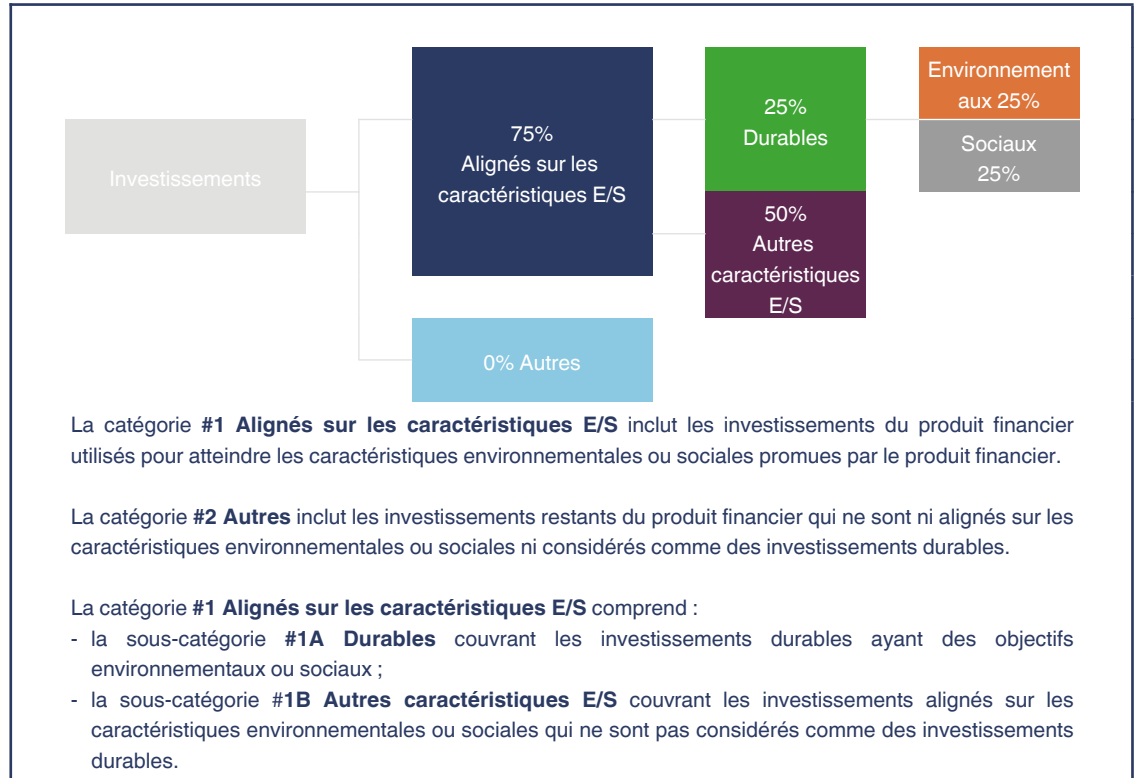 Investissements
75%
Alignés sur les
caractéristiques E/S
0% Autres
25%
Durables
50%
Autres
caractéristiques
E/S
Environnement
aux 25%
Sociaux
25%
La catégorie #1 Alignés sur les caractéristiques E/S inclut les investissements du produit financier
utilisés pour atteindre les caractéristiques environnementales ou sociales promues par le produit financier.
La catégorie #2 Autres inclut les investissements restants du produit financier qui ne sont ni alignés sur les
caractéristiques environnementales ou sociales ni considérés comme des investissements durables.
La catégorie #1 Alignés sur les caractéristiques E/S comprend :
- la sous-catégorie #1A Durables couvrant les investissements durables ayant des objectifs
environnementaux ou sociaux ;
- la sous-catégorie #1B Autres caractéristiques E/S couvrant les investissements alignés sur les
caractéristiques environnementales ou sociales qui ne sont pas considérés comme des investissements
durables.